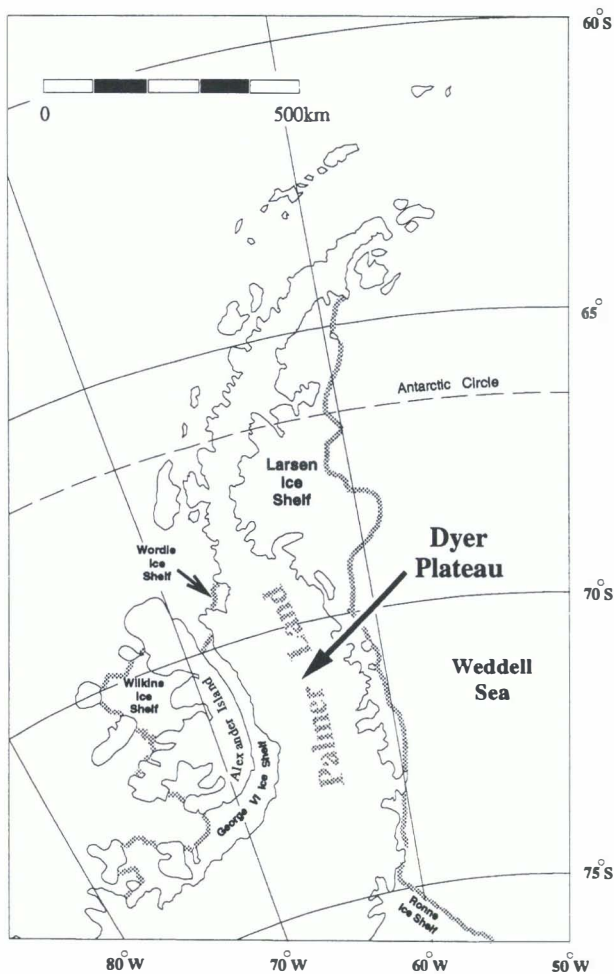 60°S
0 500km
65°
Antarctic Circle
Larsen
Ice
Shelf
Wordie
Ice
Shelf
Dyer
Plateau
70°S
Palmer Land
Weddell
Sea
Wilkins
Ice
Shelf
Alexander Island
George VI Ice Shelf
75°S
Ronne
Ice Shelf
80°W 70°W 60°W 50°W